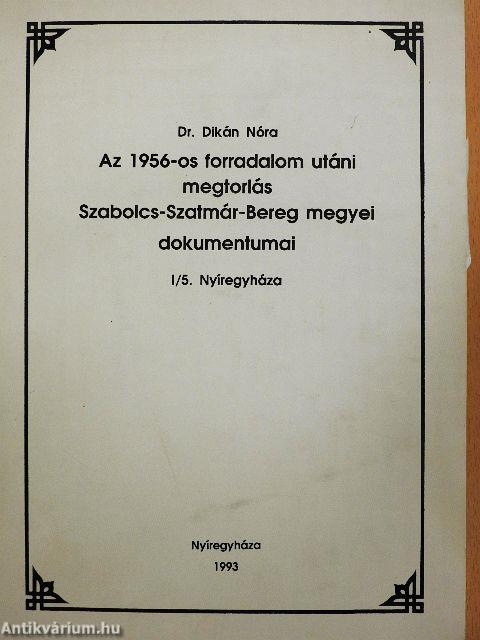 Dr. Dikán Nóra
Az 1956-os forradalom utáni
megtorlás
Szabolcs-Szatmár-Bereg megyei
dokumentumai
I/5. Nyíregyháza
Nyíregyháza
1993
Antikvárium.hu